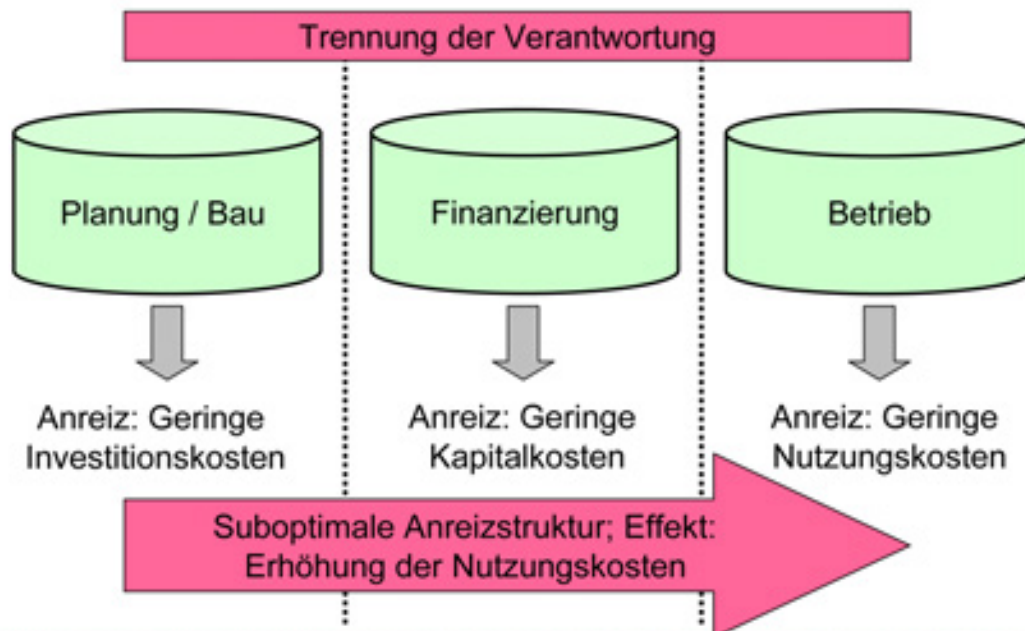 Trennung der Verantwortung
Planung / Bau
Finanzierung
Betrieb
Anreiz: Geringe
Investitionskosten
Anreiz: Geringe
Kapitalkosten
Anreiz: Geringe
Nutzungskosten
Suboptimale Anreizstruktur; Effekt:
Erhöhung der Nutzungskosten